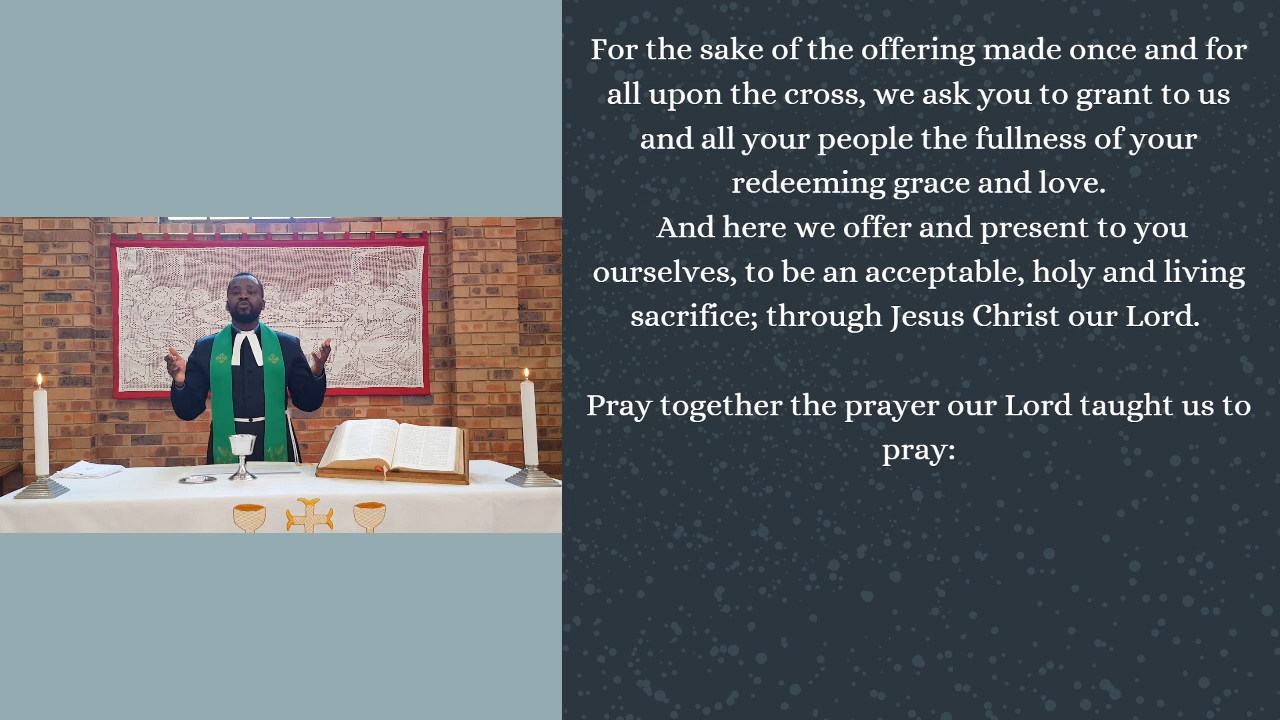 For the sake of the offering made once and for
all upon the cross, we ask you to grant to us
and all your people the fullness of your
redeeming grace and love.
And here we offer and present to you
ourselves, to be an acceptable, holy and living
sacrifice; through Jesus Christ our Lord.
Pray together the prayer our Lord taught us to
pray: